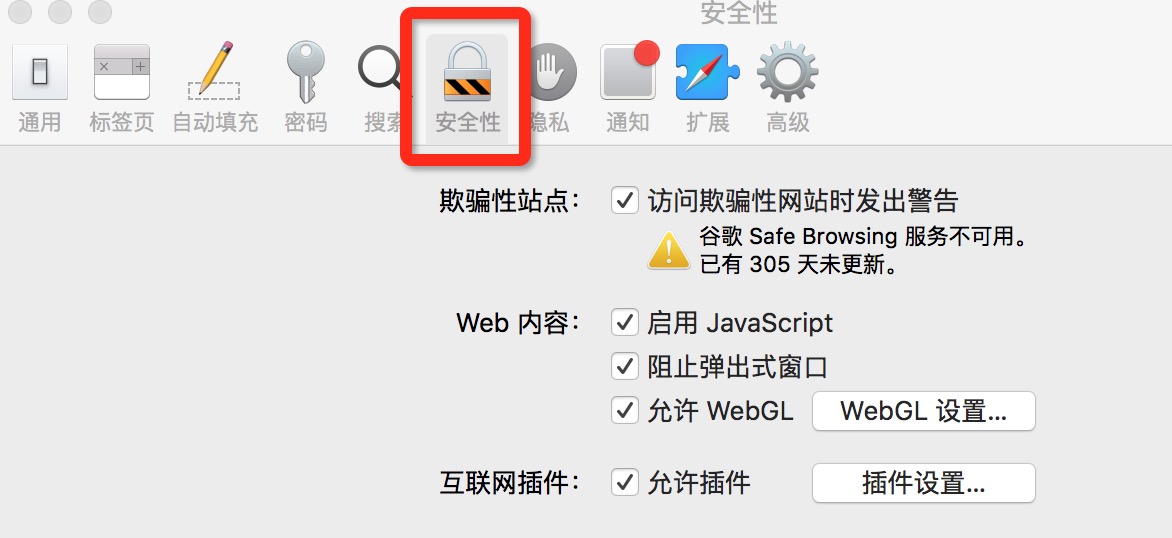 安全性
通用
标签页
自动填充
密码
搜索
安全性
隐私
通知
扩展
高级
欺骗性站点： 访问欺骗性网站时发出警告
谷歌 Safe Browsing 服务不可用。
已有 305 天未更新。
Web 内容： 启用 JavaScript
阻止弹出式窗口
允许 WebGL WebGL 设置...
互联网插件： 允许插件 插件设置...